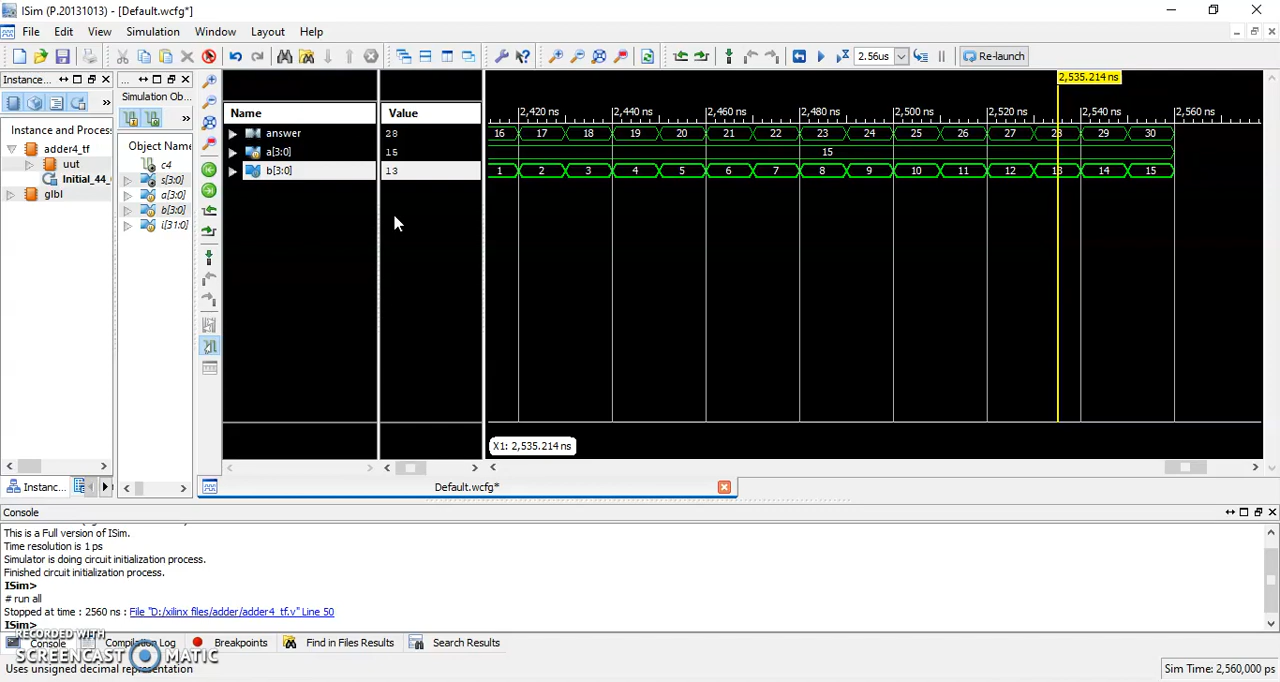 ISim (P.20131013) - [Default.wcfg*]
File Edit View Simulation Window Layout Help
2.56us Re-launch
Instance... ...
2,535.214 ns
Simulation Ob
Instance and Process
Object Name
Name Value
2,420 ns 2,440 ns 2,460 ns 2,480 ns 2,500 ns 2,520 ns 2,540 ns 2,560 ns
adder4_tf
uut
Initial_44_
glbl
c4
s[3:0]
a[3:0]
b[3:0]
i[31:0]
answer 28 16 17 18 19 20 21 22 23 24 25 26 27 28 29 30
a[3:0] 15 15
b[3:0] 13 1 2 3 4 5 6 7 8 9 10 11 12 13 14 15
X1: 2,535.214 ns
Instanc...
Default.wcfg*
Console
This is a Full version of ISim.
Time resolution is 1 ps
Simulator is doing circuit initialization process.
Finished circuit initialization process.
ISim>
# run all
Stopped at time : 2560 ns : File "D:/xilinx files/adder/adder4_tf.v" Line 50
ISim>
Console Compilation Log Breakpoints Find in Files Results Search Results
RECORDED WITH
SCREENCAST MATIC
Uses unsigned decimal representation
Sim Time: 2,560,000 ps